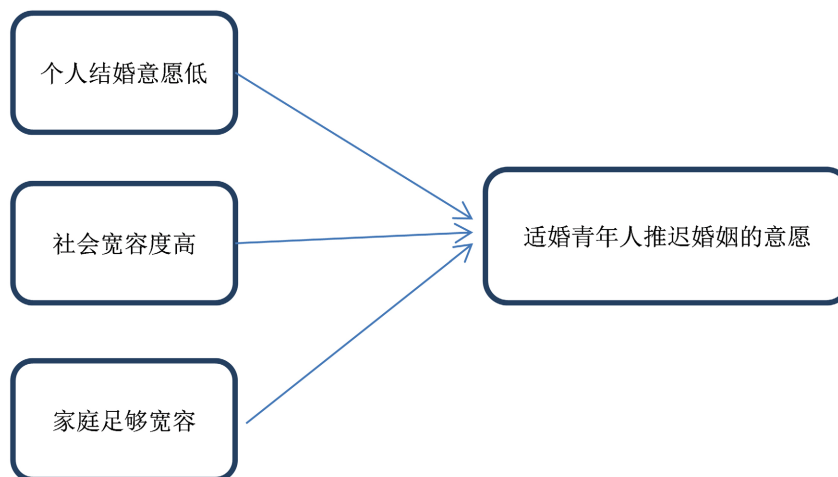 个人结婚意愿低
社会宽容度高
适婚青年人推迟婚姻的意愿
家庭足够宽容